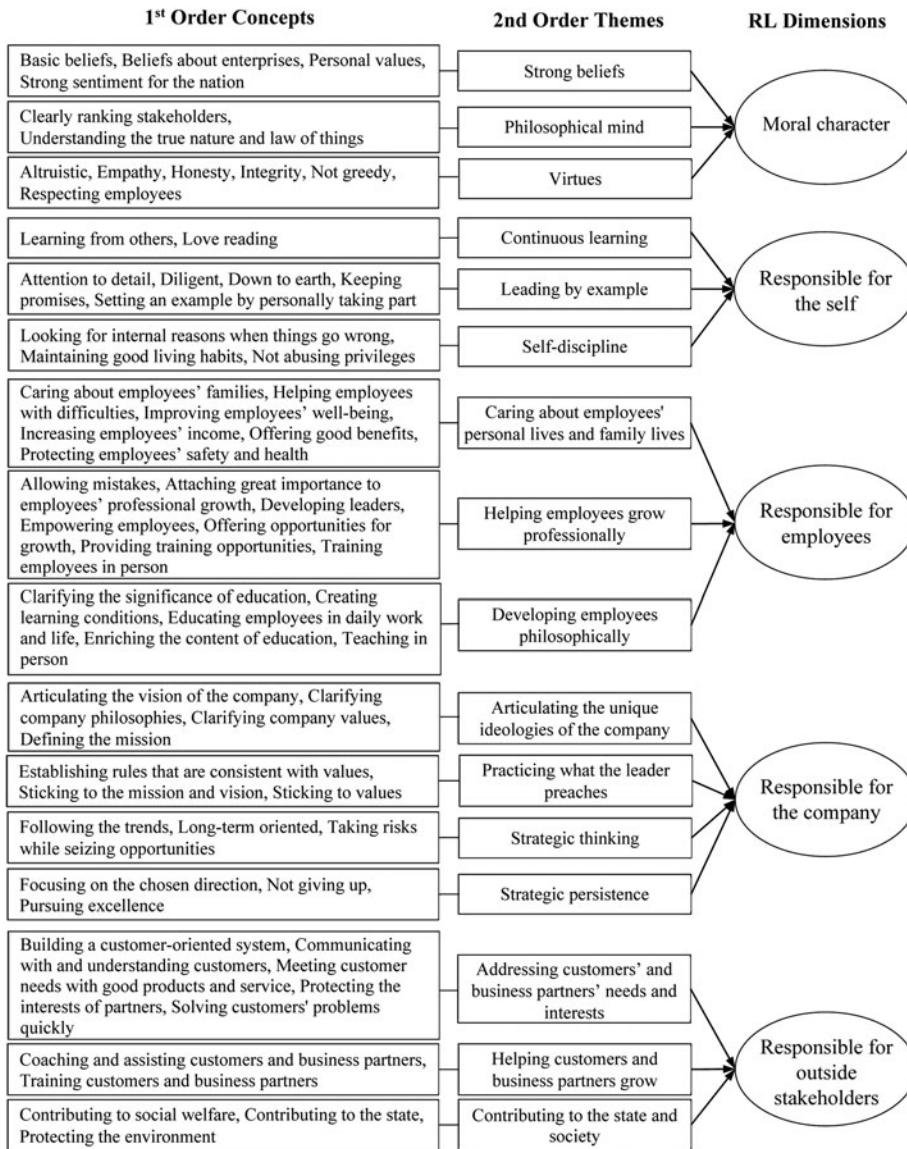 1st Order Concepts
2nd Order Themes
RL Dimensions
Basic beliefs, Beliefs about enterprises, Personal values,
Strong sentiment for the nation
Strong beliefs
Clearly ranking stakeholders,
Understanding the true nature and law of things
Philosophical mind
Altruistic, Empathy, Honesty, Integrity, Not greedy,
Respecting employees
Virtues
Moral character
Learning from others, Love reading
Continuous learning
Attention to detail, Diligent, Down to earth, Keeping
promises, Setting an example by personally taking part
Leading by example
Looking for internal reasons when things go wrong,
Maintaining good living habits, Not abusing privileges
Self-discipline
Responsible for
the self
Caring about employees' families, Helping employees
with difficulties, Improving employees' well-being,
Increasing employees' income, Offering good benefits,
Protecting employees' safety and health
Caring about employees'
personal lives and family lives
Allowing mistakes, Attaching great importance to
employees' professional growth, Developing leaders,
Empowering employees, Offering opportunities for
growth, Providing training opportunities, Training
employees in person
Helping employees grow
professionally
Clarifying the significance of education, Creating
learning conditions, Educating employees in daily work
and life, Enriching the content of education, Teaching in
person
Developing employees
philosophically
Responsible for
employees
Articulating the vision of the company, Clarifying
company philosophies, Clarifying company values,
Defining the mission
Articulating the unique
ideologies of the company
Establishing rules that are consistent with values,
Sticking to the mission and vision, Sticking to values
Practicing what the leader
preaches
Following the trends, Long-term oriented, Taking risks
while seizing opportunities
Strategic thinking
Focusing on the chosen direction, Not giving up,
Pursuing excellence
Strategic persistence
Responsible for
the company
Building a customer-oriented system, Communicating
with and understanding customers, Meeting customer
needs with good products and service, Protecting the
interests of partners, Solving customers' problems
quickly
Addressing customers' and
business partners' needs and
interests
Coaching and assisting customers and business partners,
Training customers and business partners
Helping customers and
business partners grow
Contributing to social welfare, Contributing to the state,
Protecting the environment
Contributing to the state and
society
Responsible for
outside
stakeholders